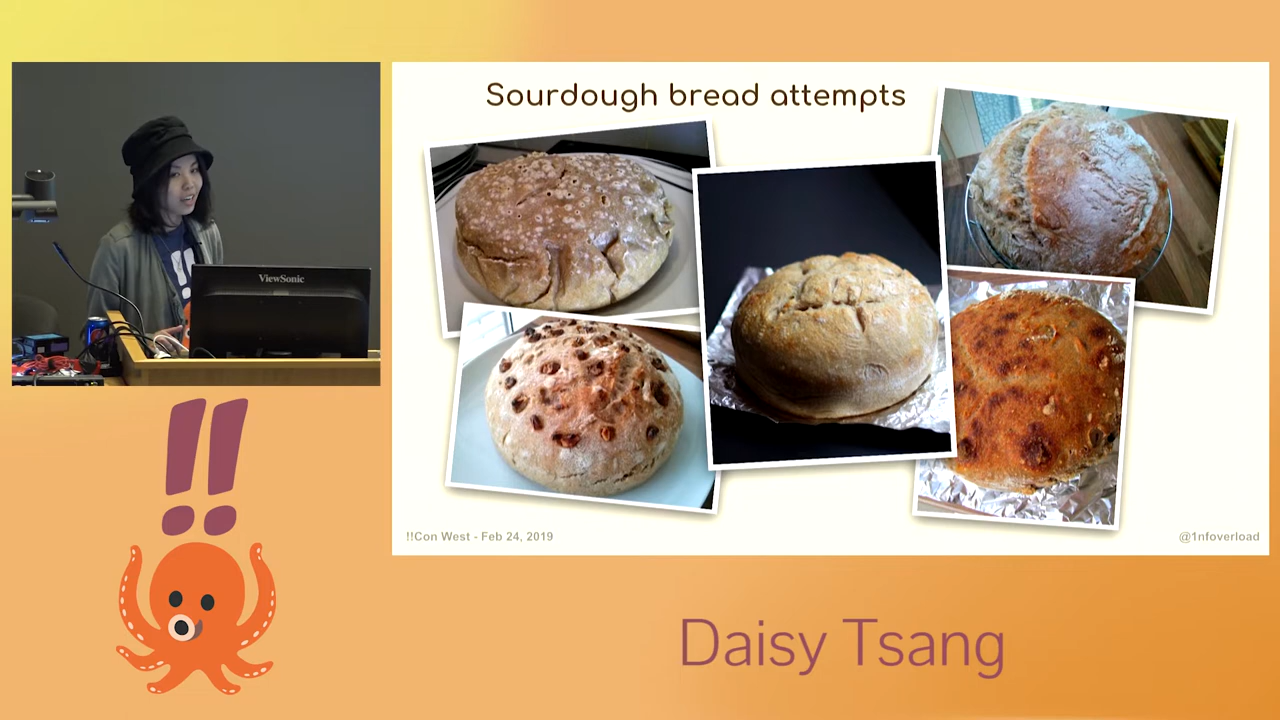 Sourdough bread attempts
ViewSonic
!!
!!Con West - Feb 24, 2019
@1nfoverload
Daisy Tsang